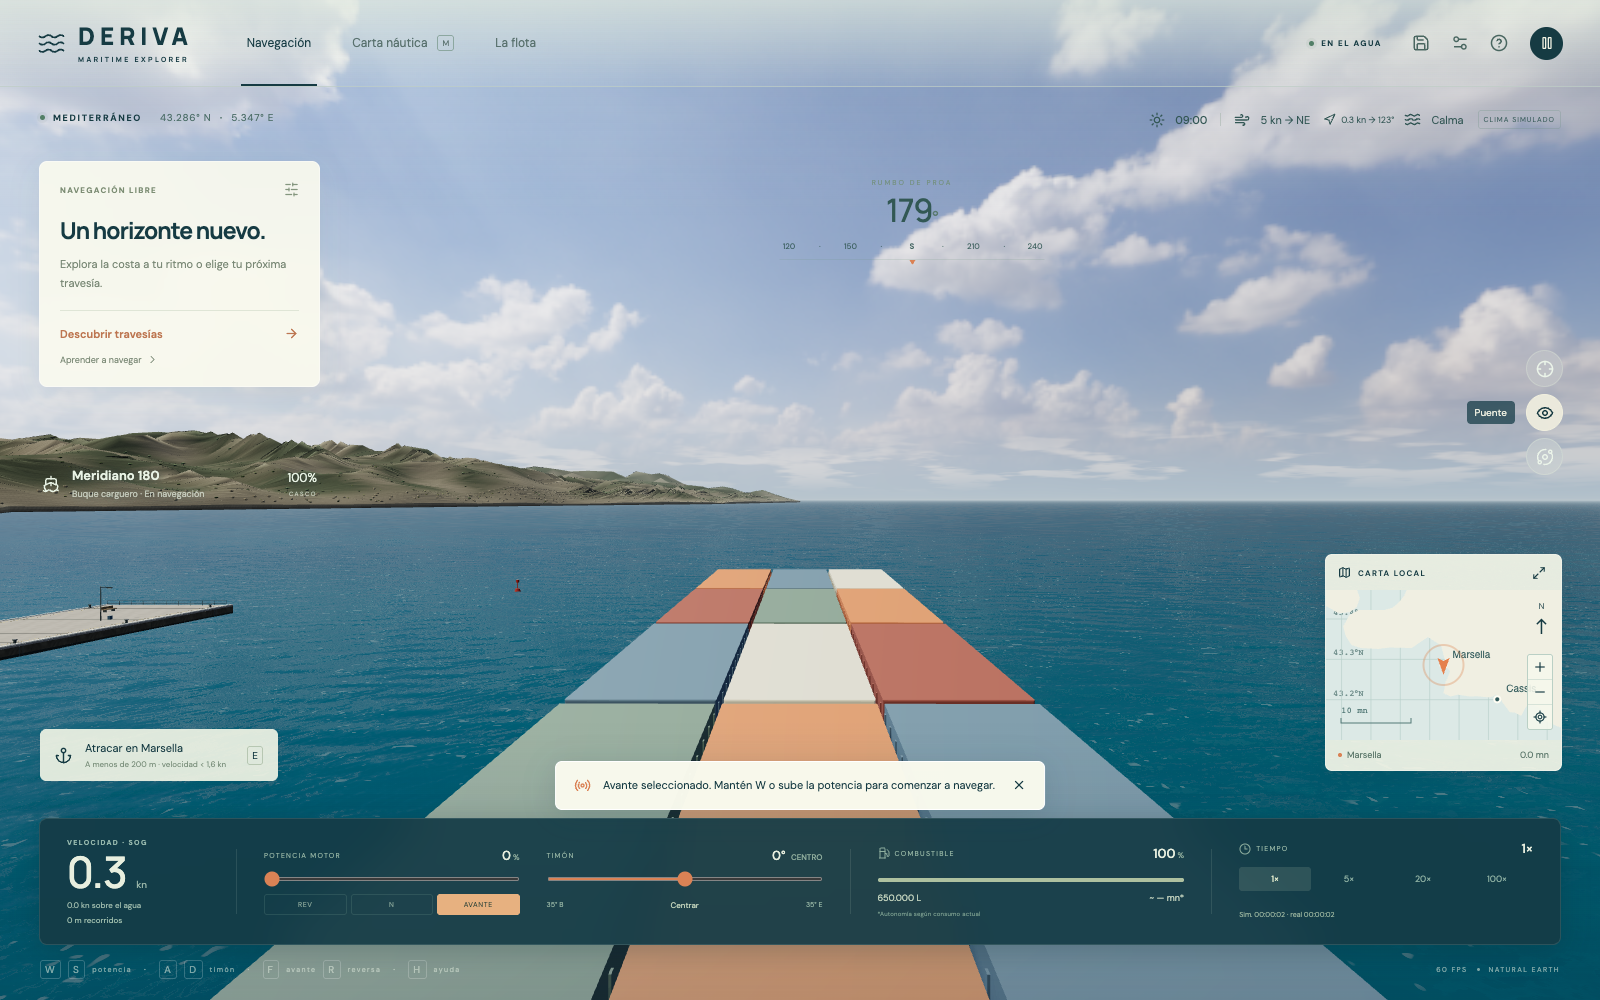 DERIVA
MARITIME EXPLORER
Navegación
Carta náutica M
La flota
EN EL AGUA
MEDITERRÁNEO 43.286° N · 5.347° E
09:00
5 kn → NE
0.3 kn → 123°
Calma
CLIMA SIMULADO
NAVEGACIÓN LIBRE
Un horizonte nuevo.
Explora la costa a tu ritmo o elige tu próxima
travesía.
Descubrir travesías
Aprender a navegar
RUMBO DE PROA
179°
120 · 150 · S · 210 · 240
Puente
Meridiano 180
Buque carguero · En navegación
100%
CASCO
CARTA LOCAL
N
43.3°N
Marsella
43.2°N
10 mn
Marsella
0.0 mn
Atracar en Marsella
A menos de 200 m · velocidad < 1,6 kn
E
Avante seleccionado. Mantén W o sube la potencia para comenzar a navegar.
VELOCIDAD · SOG
0.3 kn
0.0 kn sobre el agua
0 m recorridos
POTENCIA MOTOR
0 %
REV
N
AVANTE
TIMÓN
0° CENTRO
35° B
Centrar
35° E
COMBUSTIBLE
100 %
650.000 L
~ — mn*
*Autonomía según consumo actual
TIEMPO
1×
1×
5×
20×
100×
Sim. 00:00:02 · real 00:00:02
W S potencia · A D timón · F avante R reversa · H ayuda
60 FPS • NATURAL EARTH